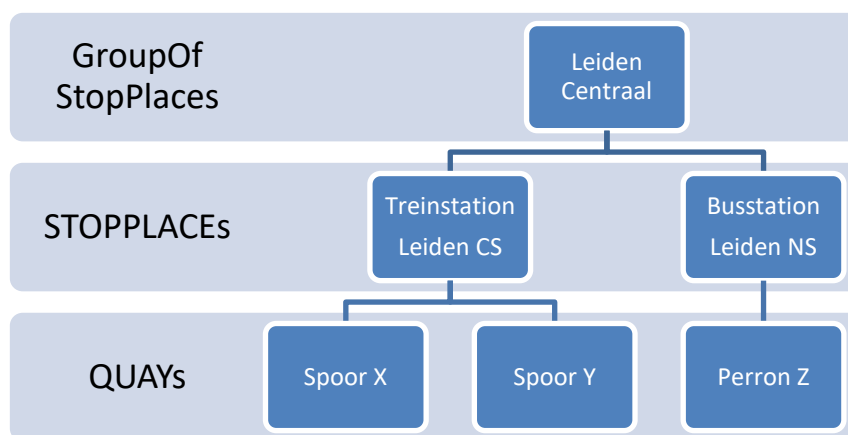 GroupOf
StopPlaces
Leiden
Centraal
STOPPLACEs
Treinstation
Leiden CS
Busstation
Leiden NS
QUAYs
Spoor X
Spoor Y
Perron Z